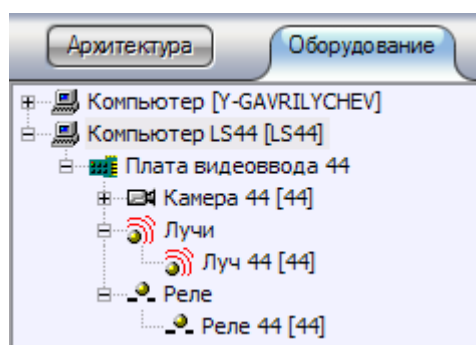 Архитектура Оборудование
Компьютер [Y-GAVRILYCHEV]
Компьютер LS44 [LS44]
Плата видеоввода 44
Камера 44 [44]
Лучи
Луч 44 [44]
Реле
Реле 44 [44]